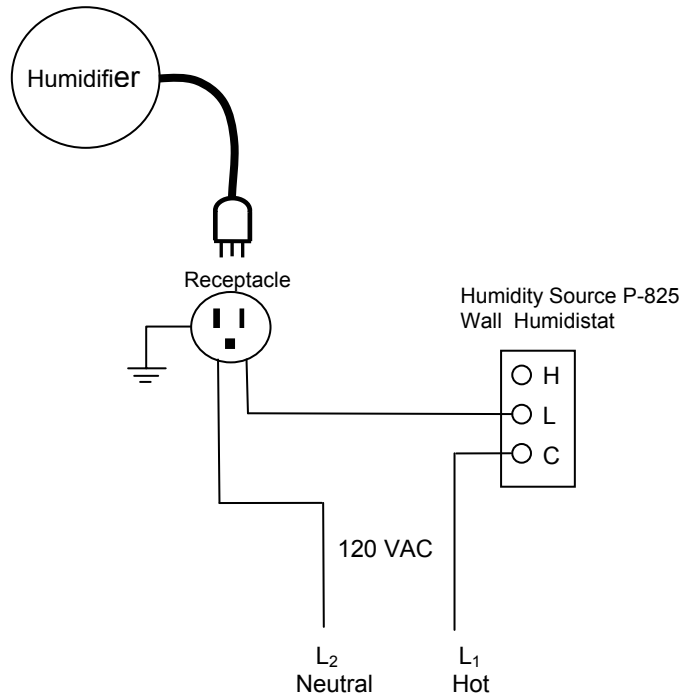 Humidifier
Receptacle
Humidity Source P-825
Wall Humidistat
H
L
C
120 VAC
L₂
Neutral
L₁
Hot